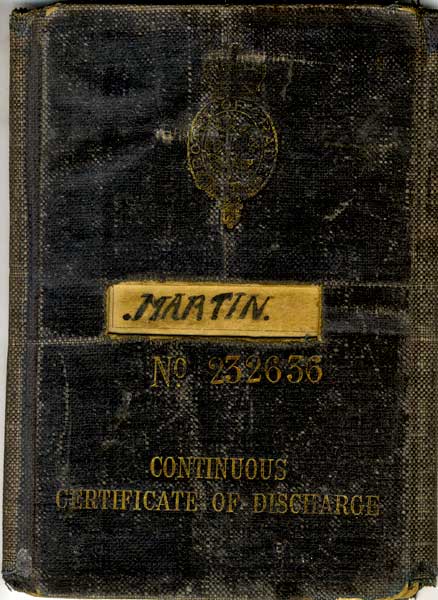 .MARTIN.
No 232636
CONTINUOUS
CERTIFICATE OF DISCHARGE